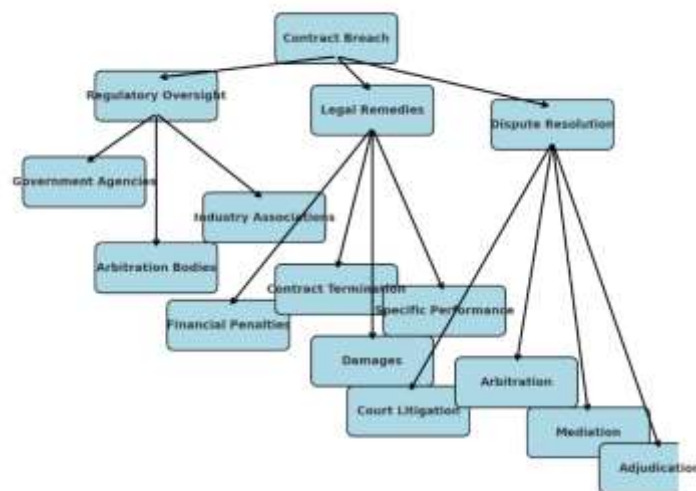 Contract Breach
Regulatory Oversight
Legal Remedies
Dispute Resolution
Government Agencies
Industry Associations
Arbitration Bodies
Contract Termination
Specific Performance
Financial Penalties
Damages
Arbitration
Court Litigation
Mediation
Adjudication